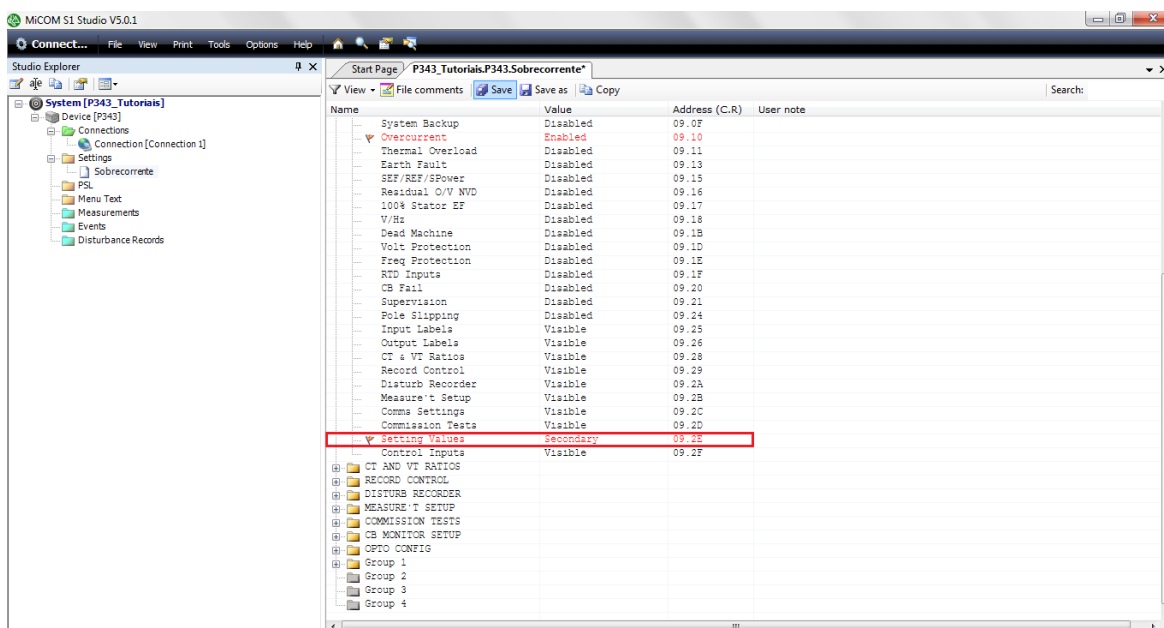 MiCOM S1 Studio V5.0.1
Connect... File View Print Tools Options Help
Studio Explorer
System [P343_Tutoriais]
Device [P343]
Connections
Connection [Connection 1]
Settings
Sobrecorrente
PSL
Menu Text
Measurements
Events
Disturbance Records
Start Page P343_Tutoriais.P343.Sobrecorrente*
View File comments Save Save as Copy Search:
Name Value Address (C.R) User note
System Backup Disabled 09.0F
Overcurrent Enabled 09.10
Thermal Overload Disabled 09.11
Earth Fault Disabled 09.13
SEF/REF/SPower Disabled 09.15
Residual O/V NVD Disabled 09.16
100% Stator EF Disabled 09.17
V/Hz Disabled 09.18
Dead Machine Disabled 09.1B
Volt Protection Disabled 09.1D
Freq Protection Disabled 09.1E
RTD Inputs Disabled 09.1F
CB Fail Disabled 09.20
Supervision Disabled 09.21
Pole Slipping Disabled 09.24
Input Labels Visible 09.25
Output Labels Visible 09.26
CT & VT Ratios Visible 09.28
Record Control Visible 09.29
Disturb Recorder Visible 09.2A
Measure't Setup Visible 09.2B
Comms Settings Visible 09.2C
Commission Tests Visible 09.2D
Setting Values Secondary 09.2E
Control Inputs Visible 09.2F
CT AND VT RATIOS
RECORD CONTROL
DISTURB RECORDER
MEASURE'T SETUP
COMMISSION TESTS
CB MONITOR SETUP
OPTO CONFIG
Group 1
Group 2
Group 3
Group 4